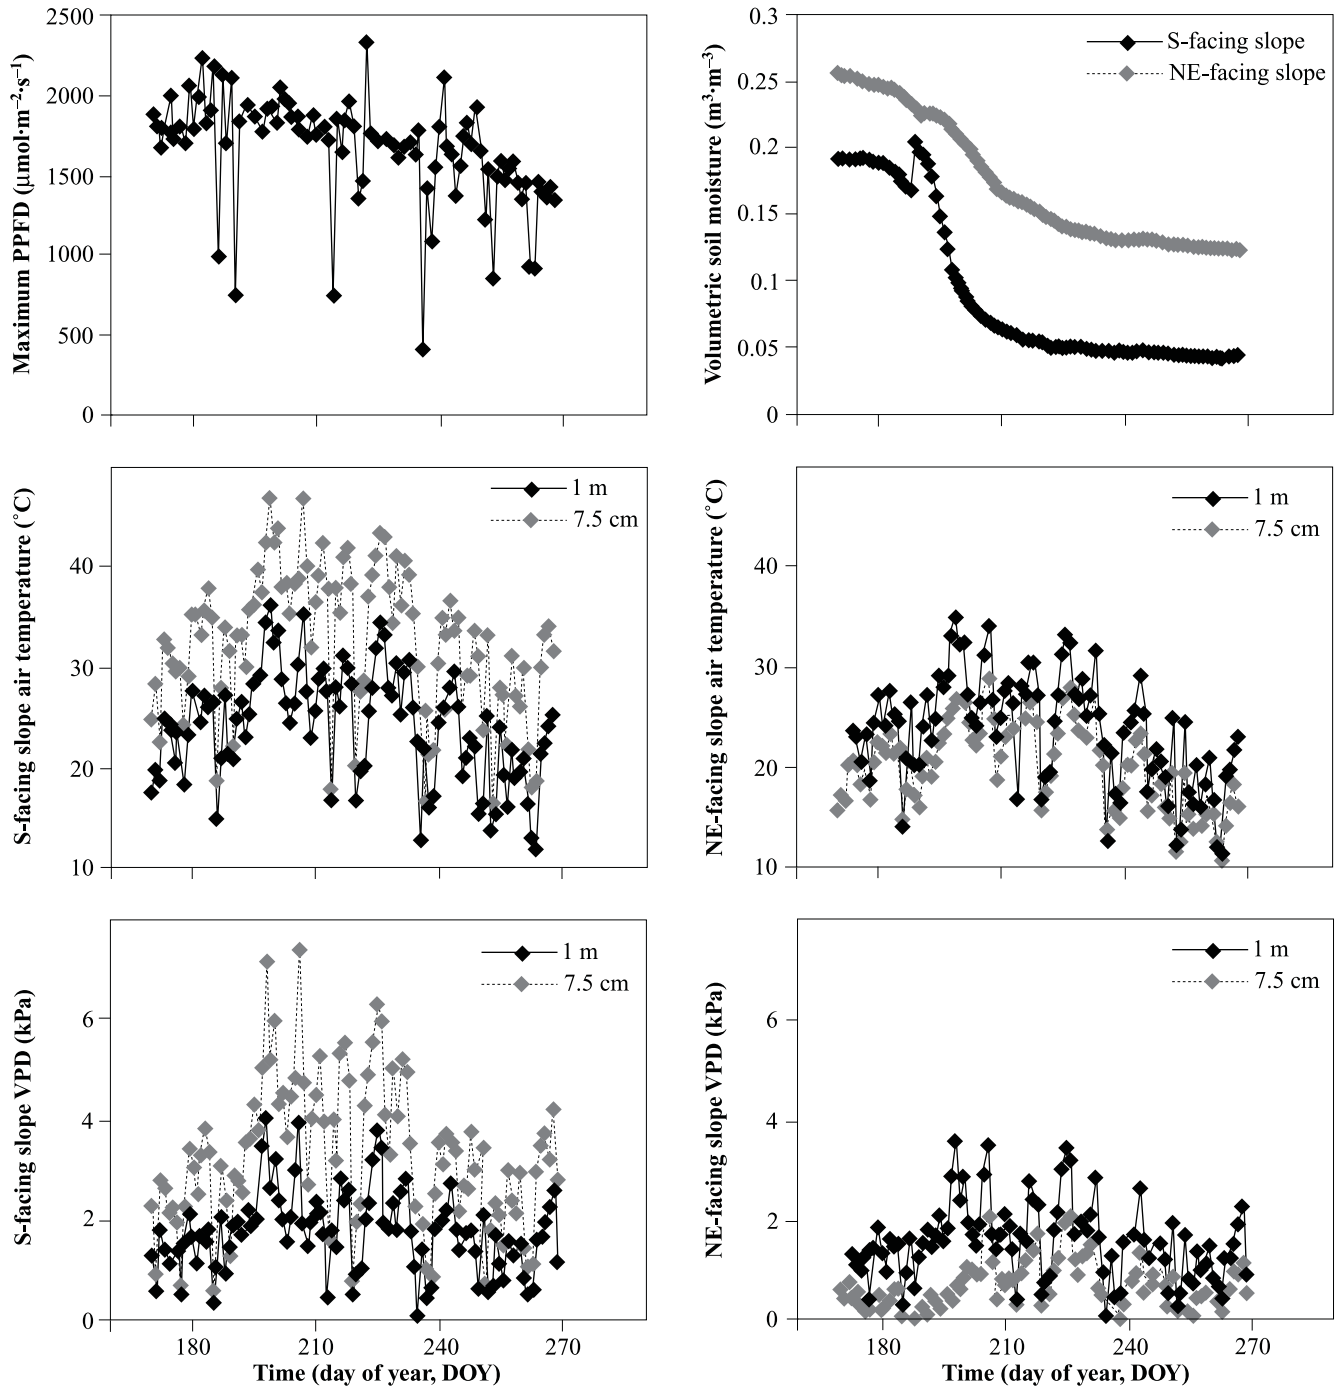 Maximum PPFD (μmol·m⁻²·s⁻¹)
2500
2000
1500
1000
500
0
Volumetric soil moisture (m³·m⁻³)
0.3
0.25
0.2
0.15
0.1
0.05
0
S-facing slope
NE-facing slope
S-facing slope air temperature (˚C)
40
30
20
10
1 m
7.5 cm
NE-facing slope air temperature (˚C)
40
30
20
10
1 m
7.5 cm
S-facing slope VPD (kPa)
6
4
2
0
1 m
7.5 cm
180 210 240 270
Time (day of year, DOY)
NE-facing slope VPD (kPa)
6
4
2
0
1 m
7.5 cm
180 210 240 270
Time (day of year, DOY)